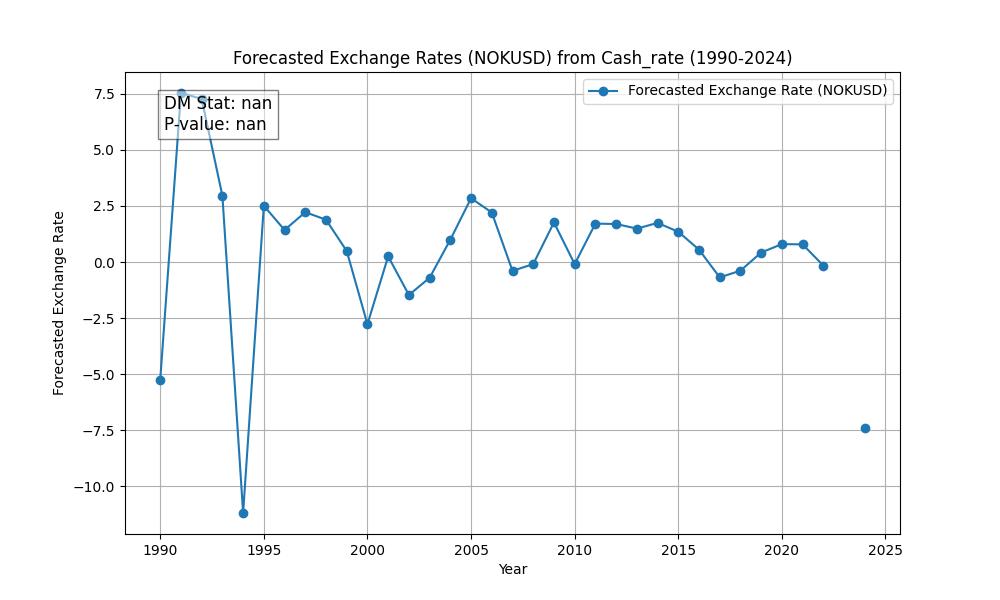 Forecasted Exchange Rates (NOKUSD) from Cash_rate (1990-2024)
Forecasted Exchange Rate (NOKUSD)
DM Stat: nan
P-value: nan
7.5
5.0
2.5
0.0
−2.5
−5.0
−7.5
−10.0
Forecasted Exchange Rate
1990 1995 2000 2005 2010 2015 2020 2025
Year